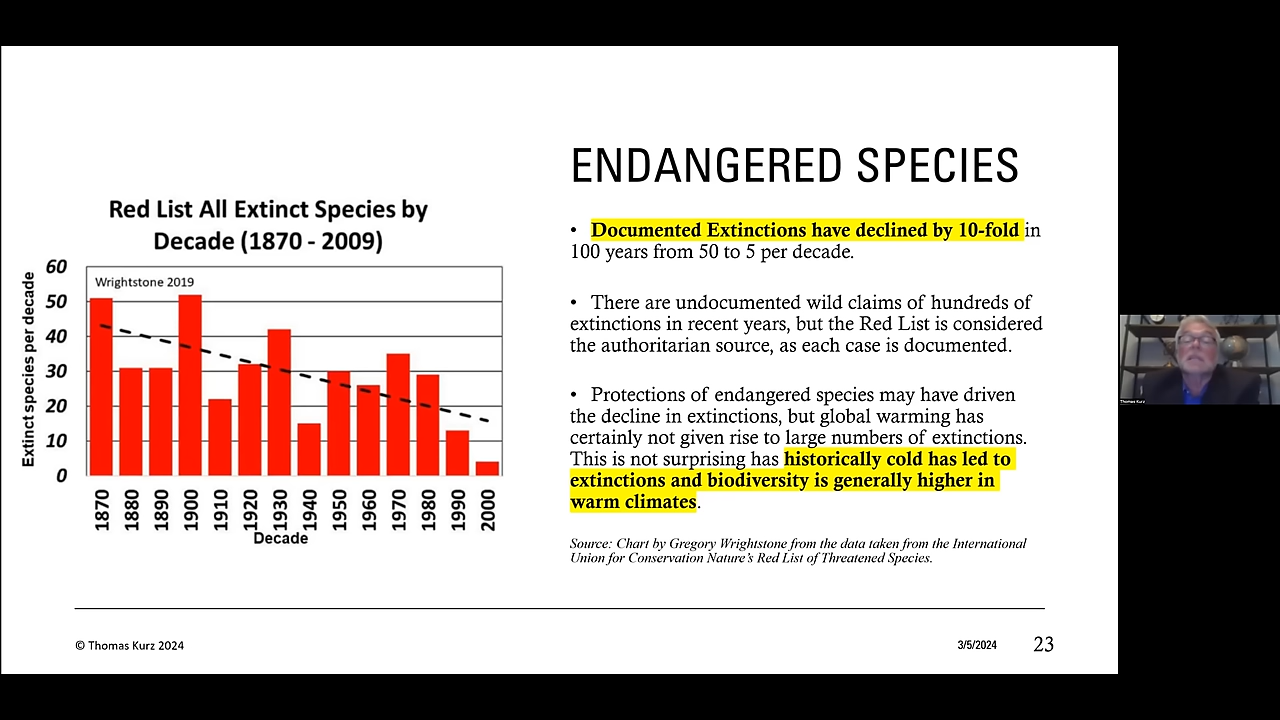 ENDANGERED SPECIES
Red List All Extinct Species by
Decade (1870 - 2009)
Extinct species per decade
60
50
40
30
20
10
0
Wrightstone 2019
1870
1880
1890
1900
1910
1920
1930
1940
1950
1960
1970
1980
1990
2000
Decade
• Documented Extinctions have declined by 10-fold in
100 years from 50 to 5 per decade.
• There are undocumented wild claims of hundreds of
extinctions in recent years, but the Red List is considered
the authoritarian source, as each case is documented.
• Protections of endangered species may have driven
the decline in extinctions, but global warming has
certainly not given rise to large numbers of extinctions.
This is not surprising has historically cold has led to
extinctions and biodiversity is generally higher in
warm climates.
Source: Chart by Gregory Wrightstone from the data taken from the International
Union for Conservation Nature's Red List of Threatened Species.
© Thomas Kurz 2024
3/5/2024
23
Thomas Kurz